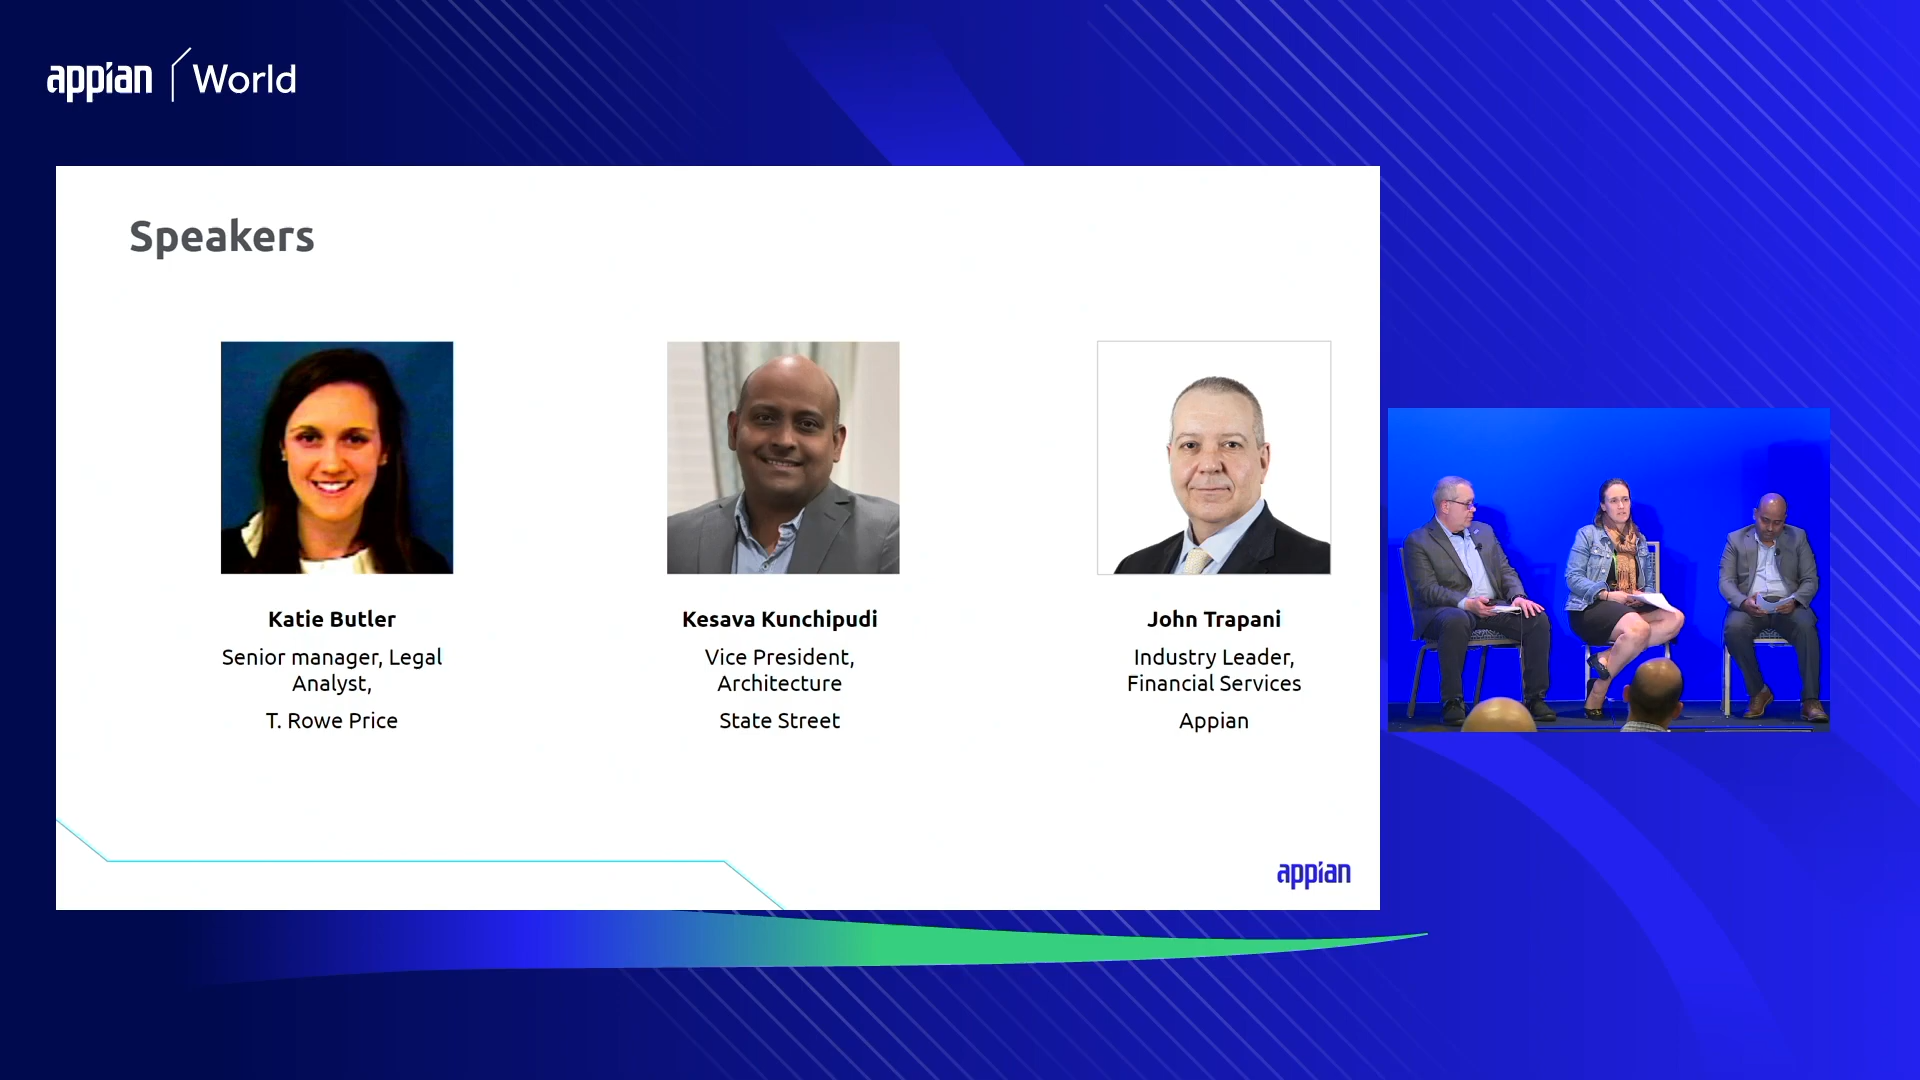 appian World
Speakers
Katie Butler
Senior manager, Legal
Analyst,
T. Rowe Price
Kesava Kunchipudi
Vice President,
Architecture
State Street
John Trapani
Industry Leader,
Financial Services
Appian
appian